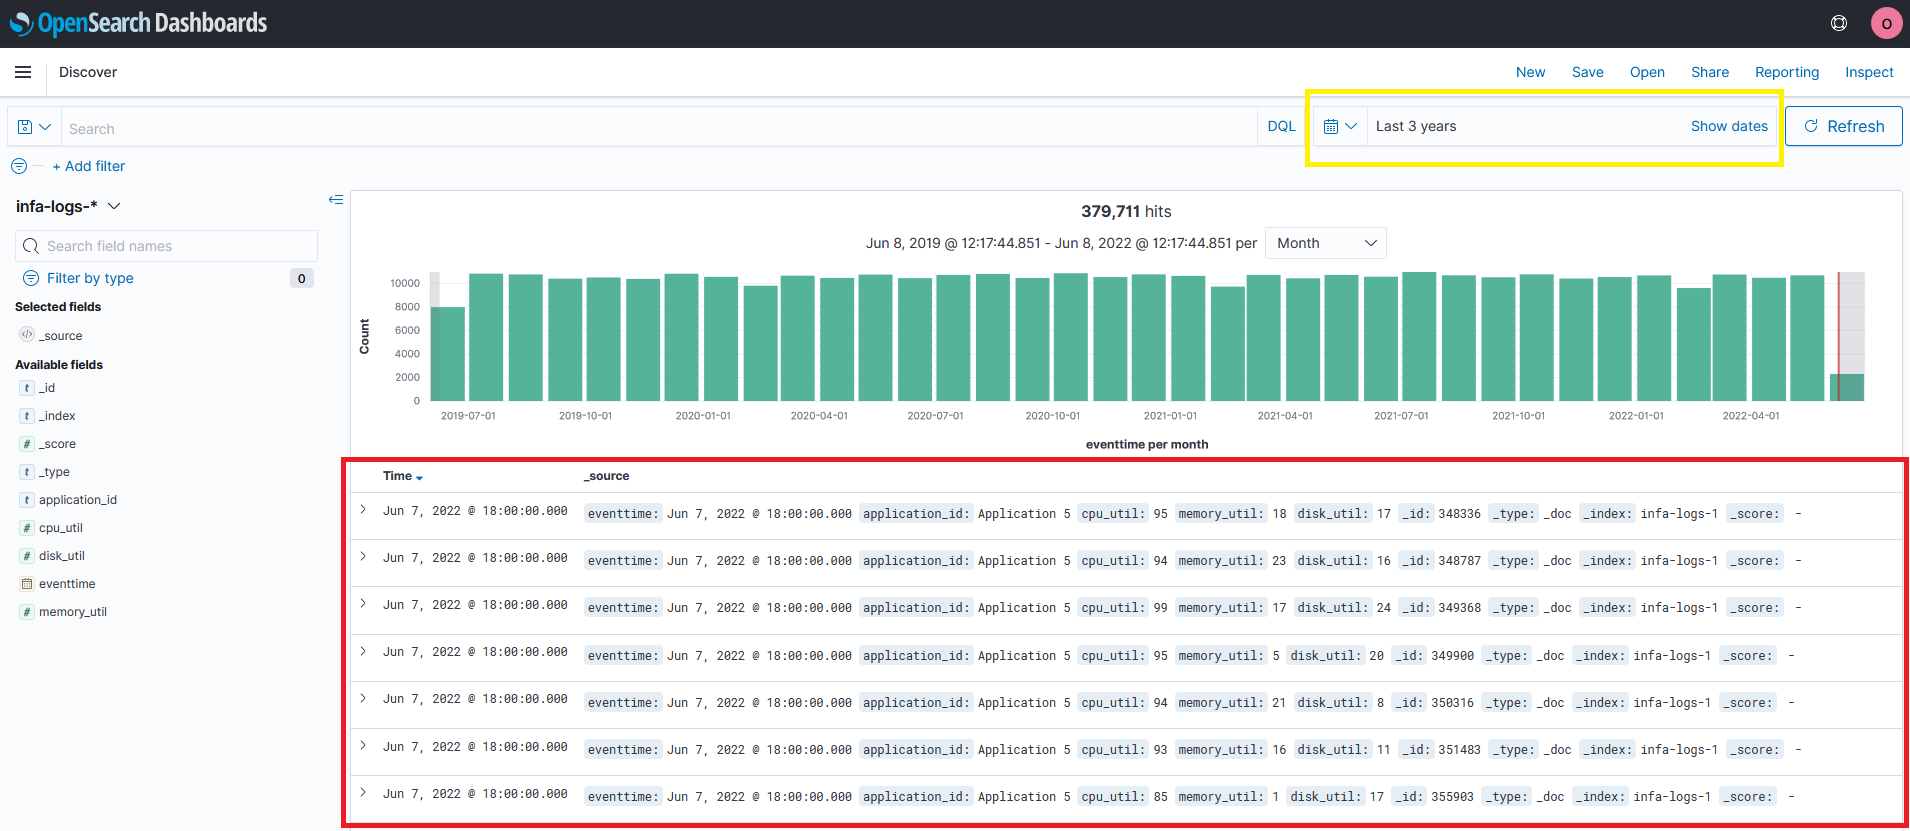 OpenSearch Dashboards
O
Discover
New Save Open Share Reporting Inspect
Search DQL Last 3 years Show dates Refresh
+ Add filter
infa-logs-*
Search field names
Filter by type 0
Selected fields
_source
Available fields
t _id
t _index
# _score
t _type
t application_id
# cpu_util
# disk_util
eventtime
# memory_util
379,711 hits
Jun 8, 2019 @ 12:17:44.851 - Jun 8, 2022 @ 12:17:44.851 per Month
Count
10000
8000
6000
4000
2000
0
2019-07-01 2019-10-01 2020-01-01 2020-04-01 2020-07-01 2020-10-01 2021-01-01 2021-04-01 2021-07-01 2021-10-01 2022-01-01 2022-04-01
eventtime per month
Time _source
Jun 7, 2022 @ 18:00:00.000 eventtime: Jun 7, 2022 @ 18:00:00.000 application_id: Application 5 cpu_util: 95 memory_util: 18 disk_util: 17 _id: 348336 _type: _doc _index: infa-logs-1 _score: -
Jun 7, 2022 @ 18:00:00.000 eventtime: Jun 7, 2022 @ 18:00:00.000 application_id: Application 5 cpu_util: 94 memory_util: 23 disk_util: 16 _id: 348787 _type: _doc _index: infa-logs-1 _score: -
Jun 7, 2022 @ 18:00:00.000 eventtime: Jun 7, 2022 @ 18:00:00.000 application_id: Application 5 cpu_util: 99 memory_util: 17 disk_util: 24 _id: 349368 _type: _doc _index: infa-logs-1 _score: -
Jun 7, 2022 @ 18:00:00.000 eventtime: Jun 7, 2022 @ 18:00:00.000 application_id: Application 5 cpu_util: 95 memory_util: 5 disk_util: 20 _id: 349900 _type: _doc _index: infa-logs-1 _score: -
Jun 7, 2022 @ 18:00:00.000 eventtime: Jun 7, 2022 @ 18:00:00.000 application_id: Application 5 cpu_util: 94 memory_util: 21 disk_util: 8 _id: 350316 _type: _doc _index: infa-logs-1 _score: -
Jun 7, 2022 @ 18:00:00.000 eventtime: Jun 7, 2022 @ 18:00:00.000 application_id: Application 5 cpu_util: 93 memory_util: 16 disk_util: 11 _id: 351483 _type: _doc _index: infa-logs-1 _score: -
Jun 7, 2022 @ 18:00:00.000 eventtime: Jun 7, 2022 @ 18:00:00.000 application_id: Application 5 cpu_util: 85 memory_util: 1 disk_util: 17 _id: 355903 _type: _doc _index: infa-logs-1 _score: -